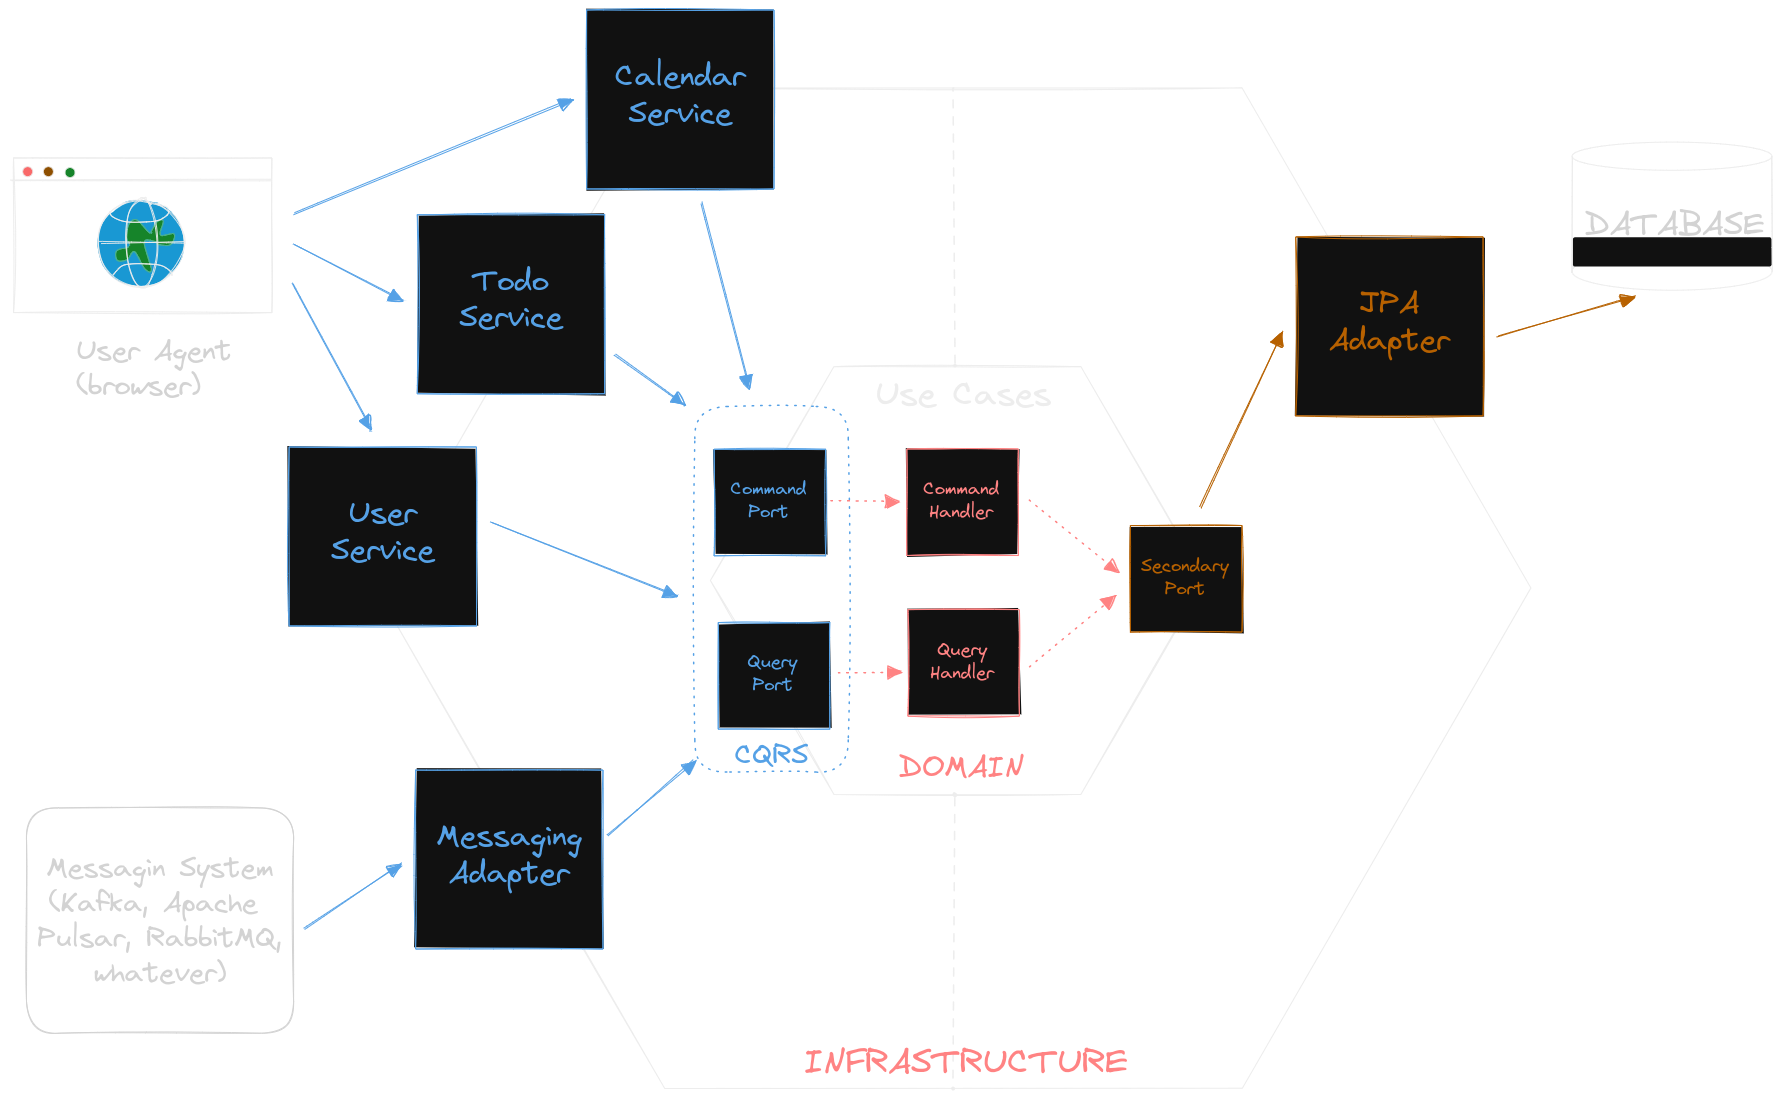 Calendar
Service
User Agent
(browser)
Todo
Service
User
Service
Messagin System
(Kafka, Apache
Pulsar, RabbitMQ,
whatever)
Messaging
Adapter
Command
Port
Query
Port
CQRS
Use Cases
Command
Handler
Query
Handler
DOMAIN
Secondary
Port
JPA
Adapter
DATABASE
INFRASTRUCTURE